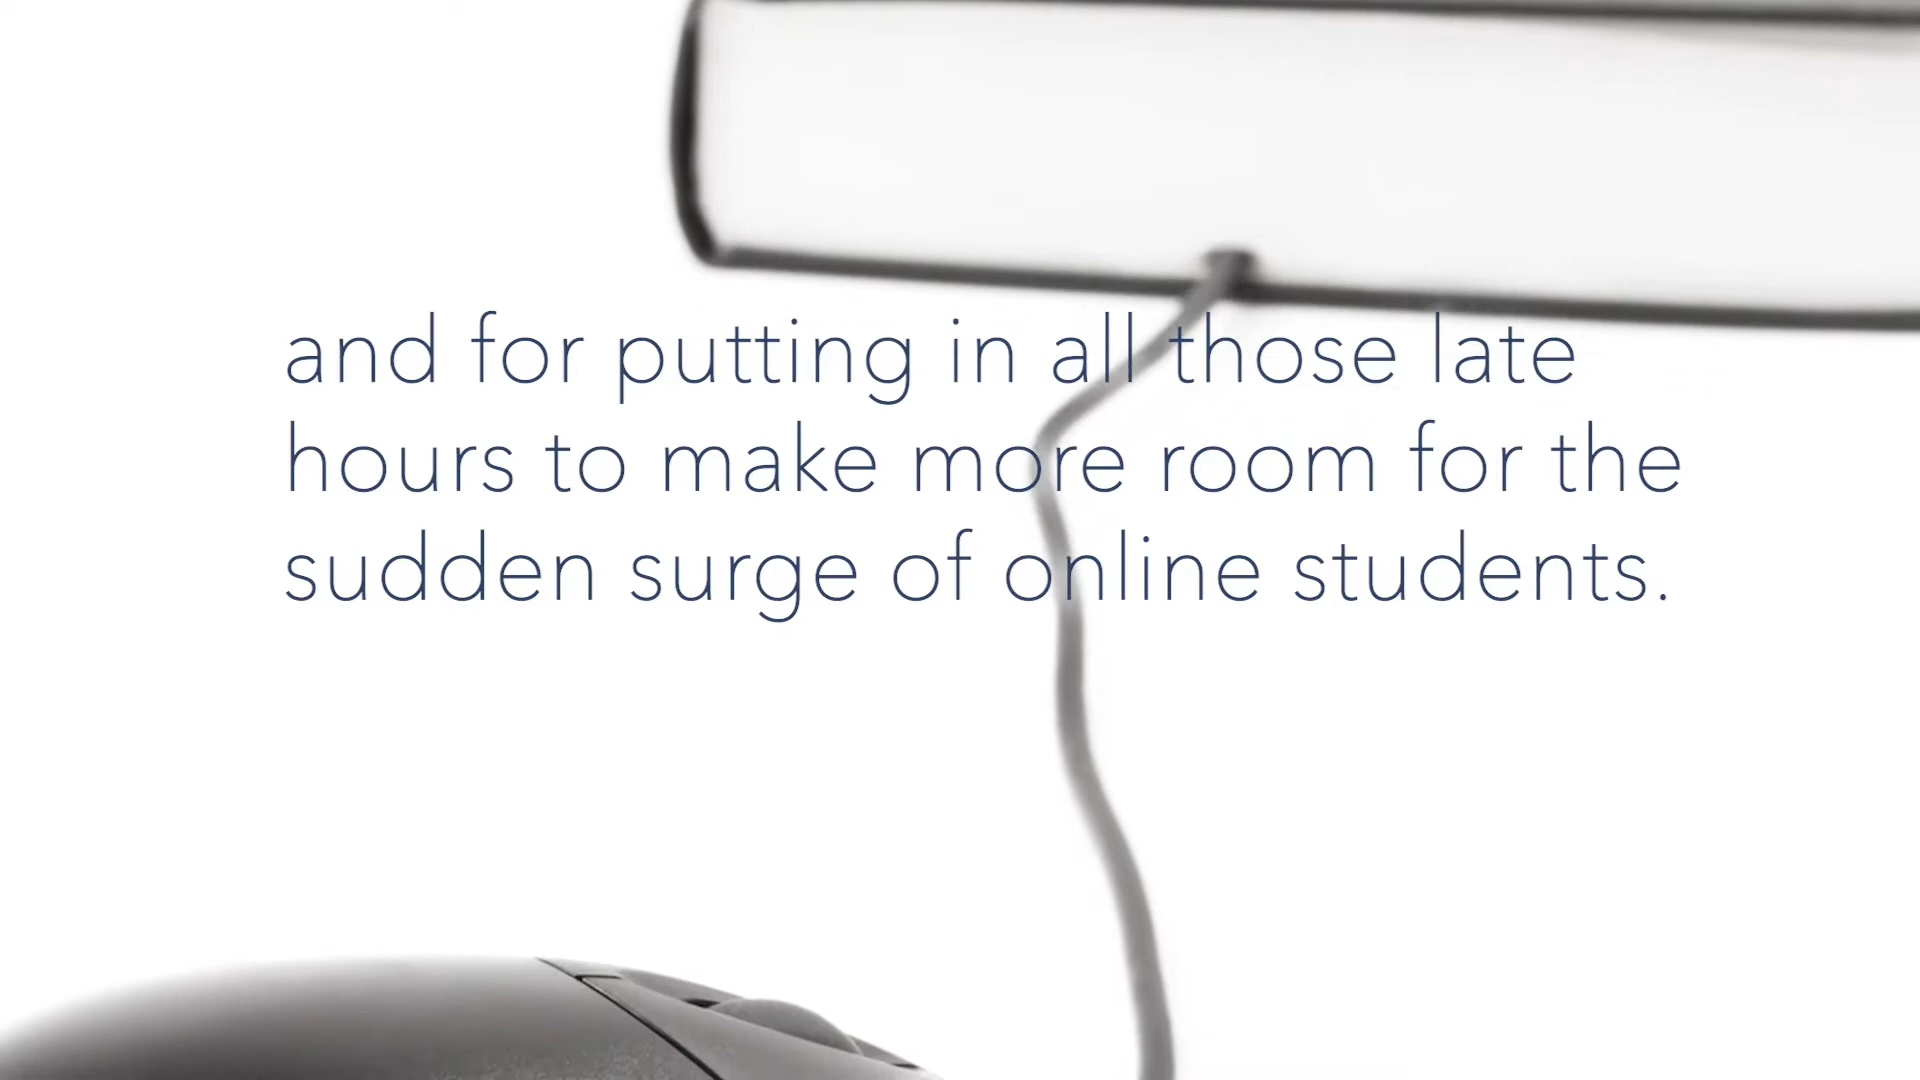 and for putting in all those late
hours to make more room for the
sudden surge of online students.